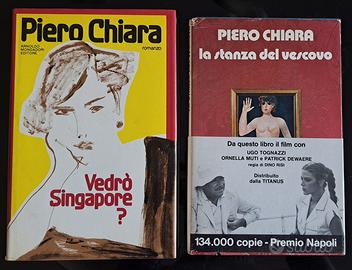 Piero Chiara
ARNOLDO
MONDADORI
EDITORE
romanzo
Vedrò
Singapore
?
PIERO CHIARA
la stanza del vescovo
Da questo libro il film con
UGO TOGNAZZI
ORNELLA MUTI e PATRICK DEWAERE
regia di DINO RISI
Distribuito
dalla TITANUS
134.000 copie - Premio Napoli